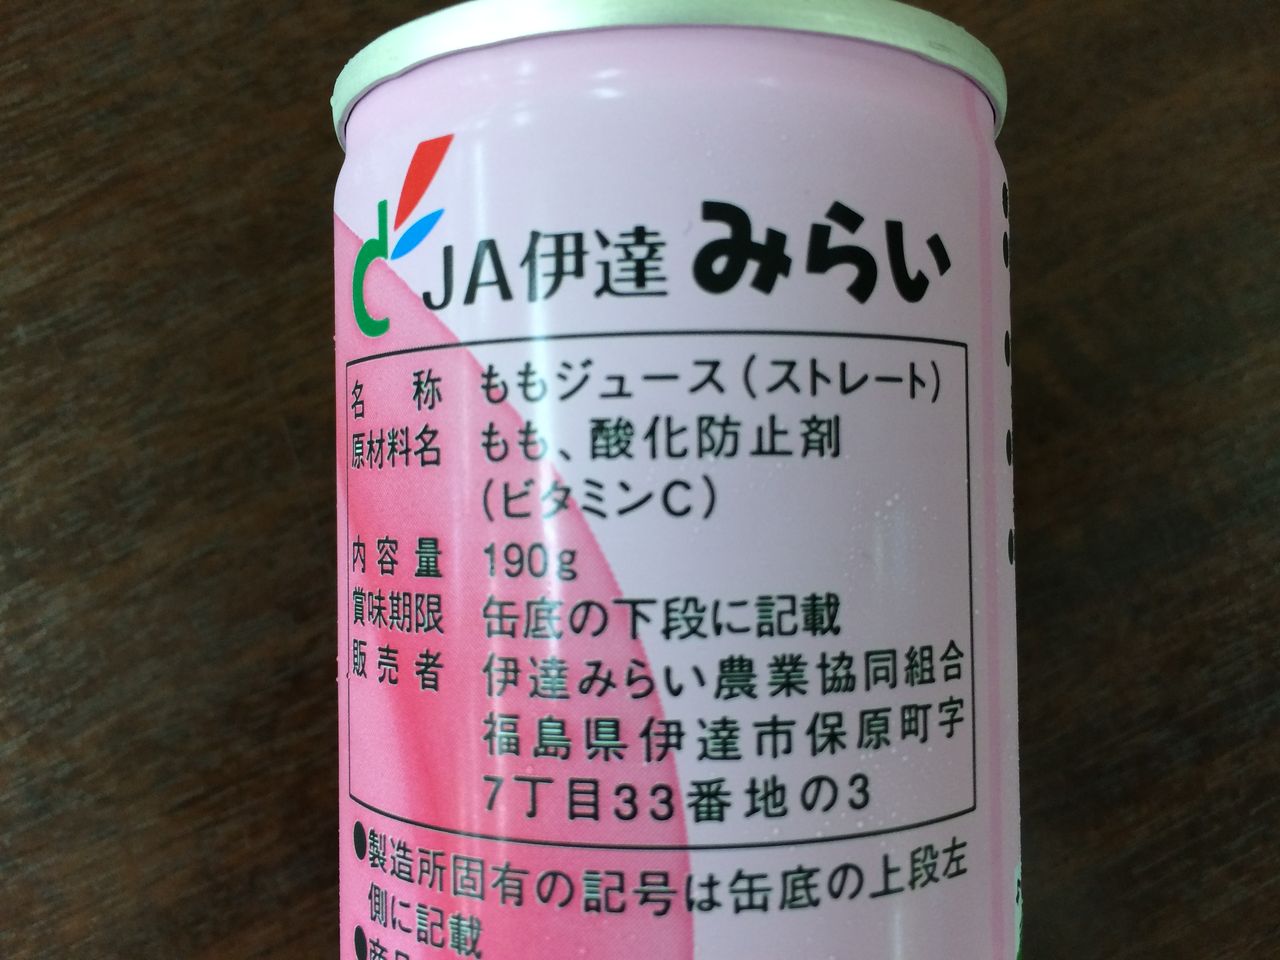 JA伊達みらい
名称 ももジュース(ストレート)
原材料名 もも、酸化防止剤
(ビタミンC)
内容量 190g
賞味期限 缶底の下段に記載
販売者 伊達みらい農業協同組合
福島県伊達市保原町字
7丁目33番地の3
●製造所固有の記号は缶底の上段左
側に記載
●商品